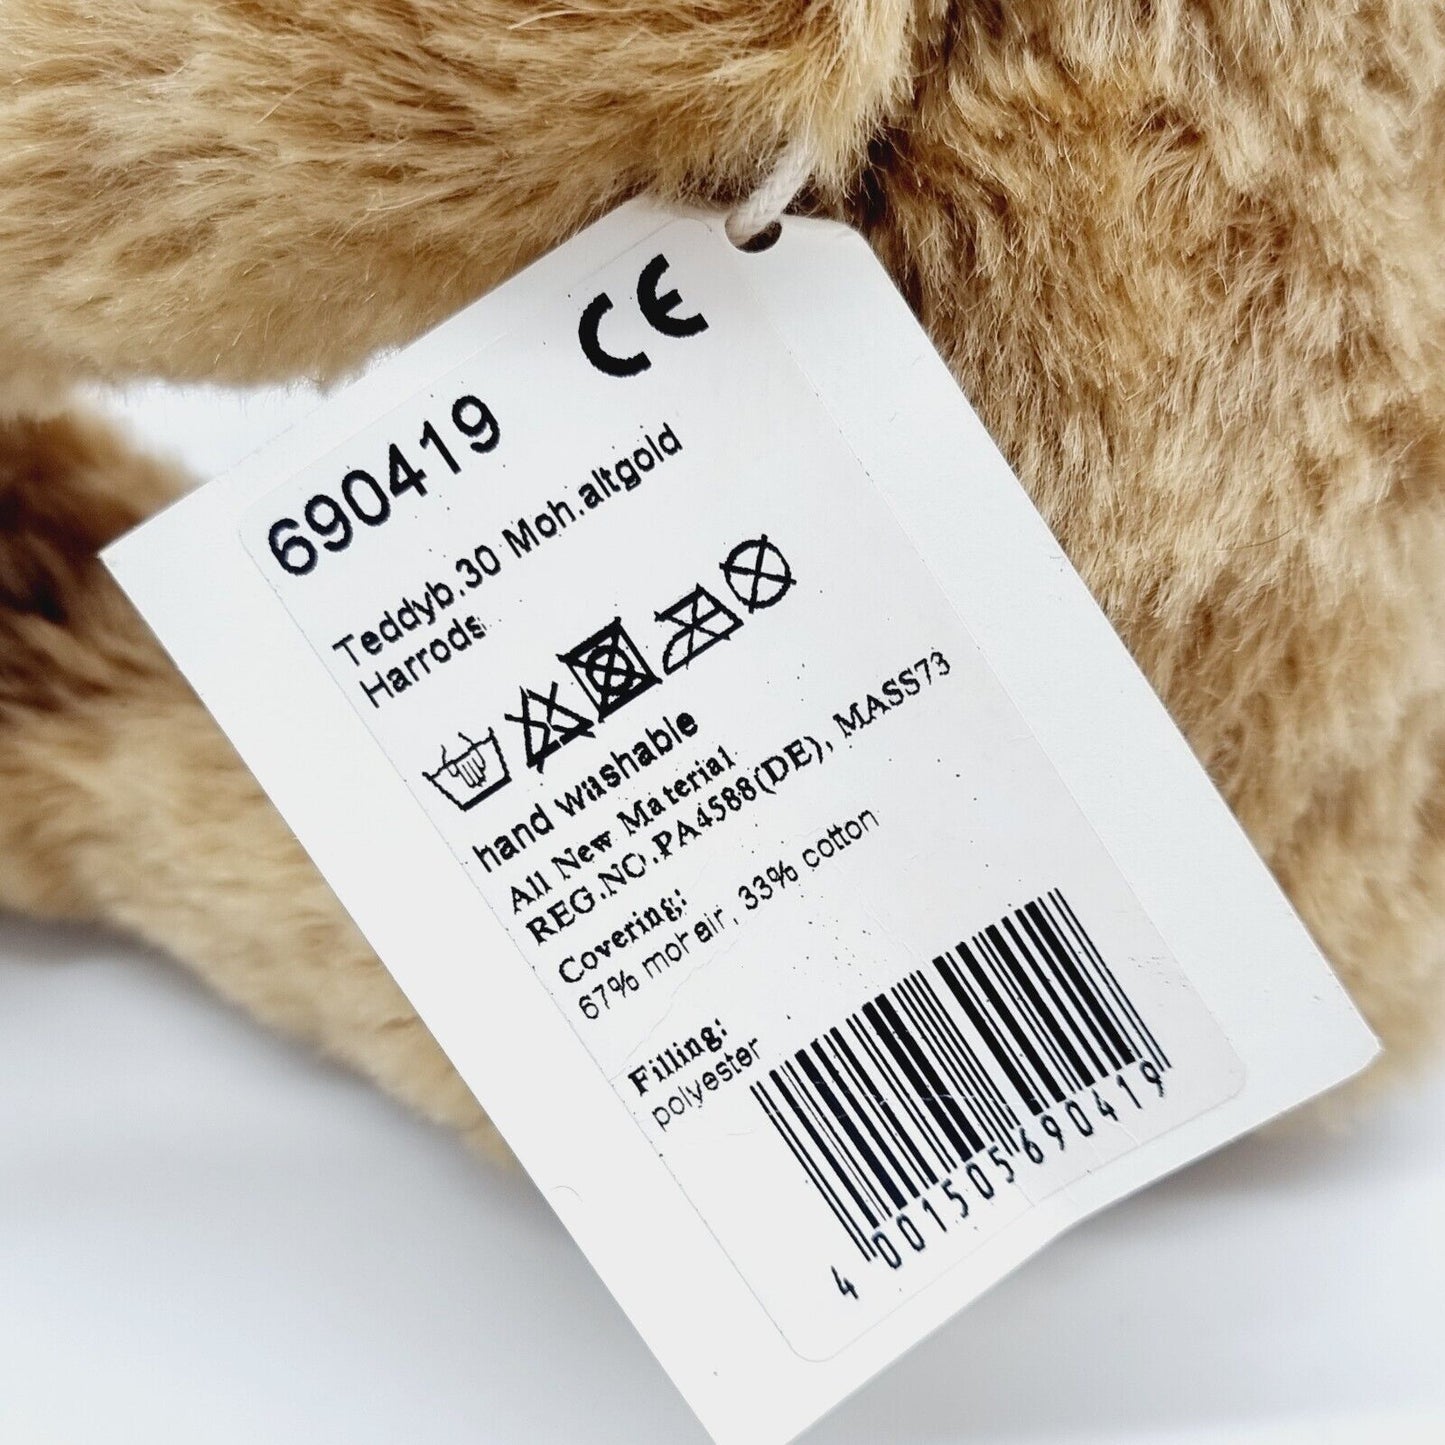 CE
690419
Teddyb.30 Moh.altgold
Harrods
hand washable
All New Material
REG.NO.PA4588(DE), MASS73
Covering:
67% mohair, 33% cotton
Filling:
polyester
4 001505 690419